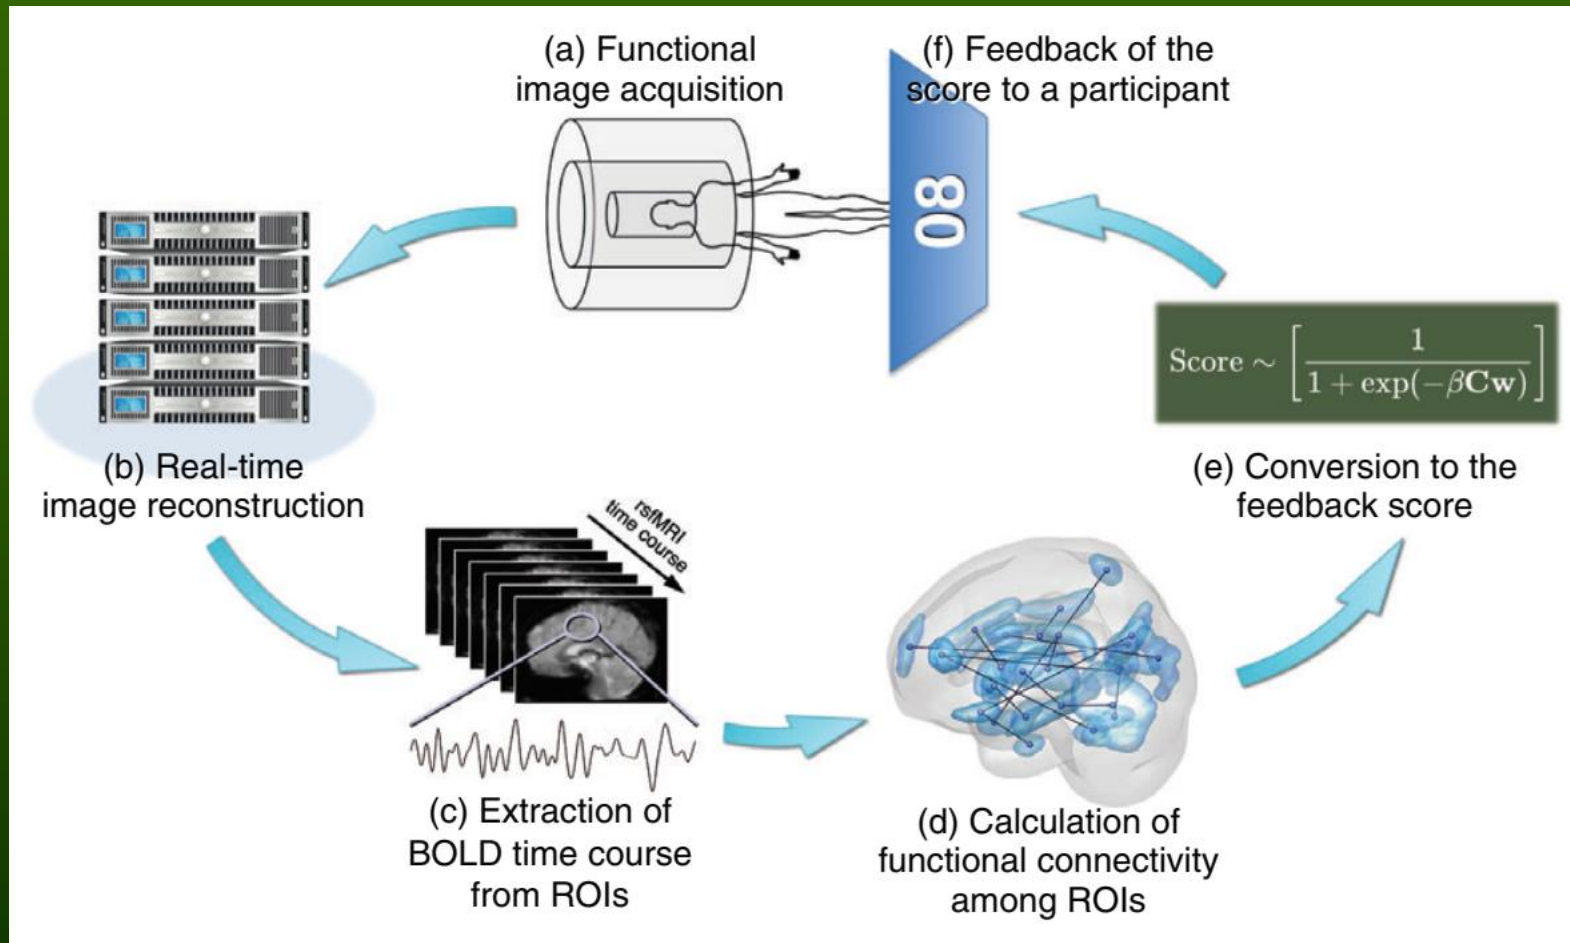 (a) Functional
image acquisition
(f) Feedback of the
score to a participant
80
(b) Real-time
image reconstruction
rsfMRI
time course
(c) Extraction of
BOLD time course
from ROIs
(d) Calculation of
functional connectivity
among ROIs
Score ~ [1 / (1 + exp(−βCw))]
(e) Conversion to the
feedback score